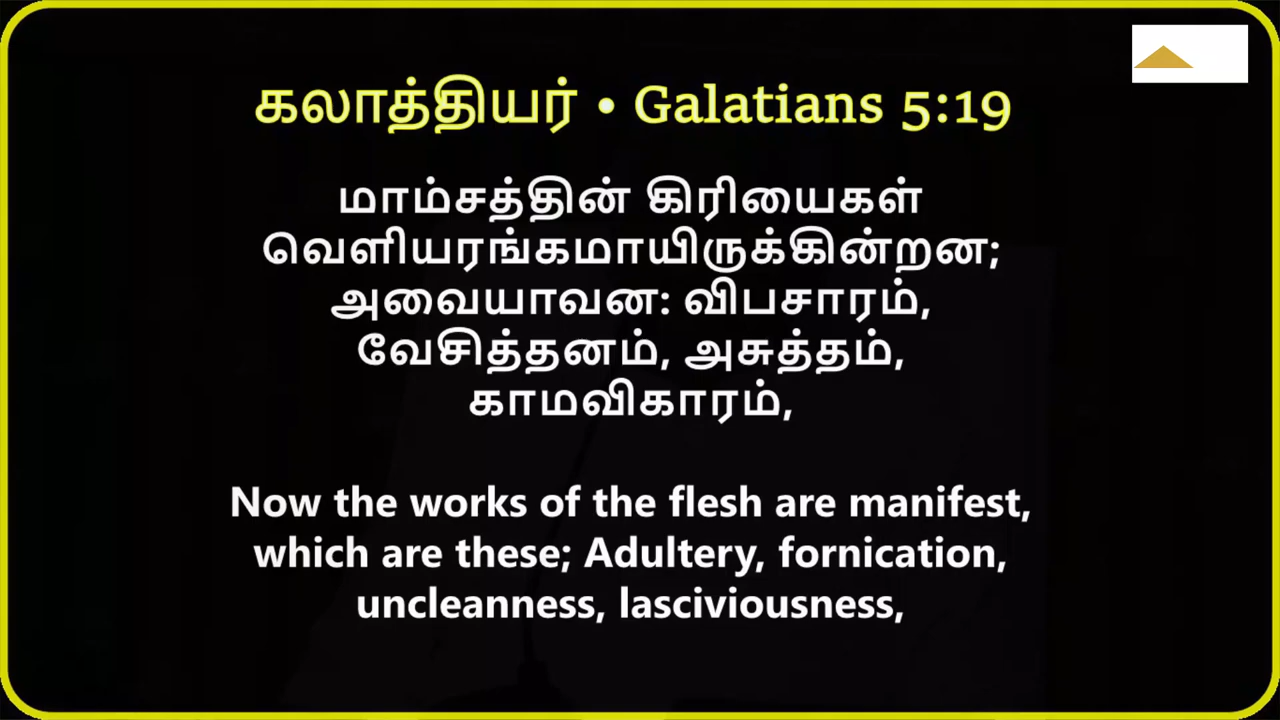 கலாத்தியர் • Galatians 5:19
மாம்சத்தின் கிரியைகள்
வெளியரங்கமாயிருக்கின்றன;
அவையாவன: விபசாரம்,
வேசித்தனம், அசுத்தம்,
காமவிகாரம்,
Now the works of the flesh are manifest,
which are these; Adultery, fornication,
uncleanness, lasciviousness,